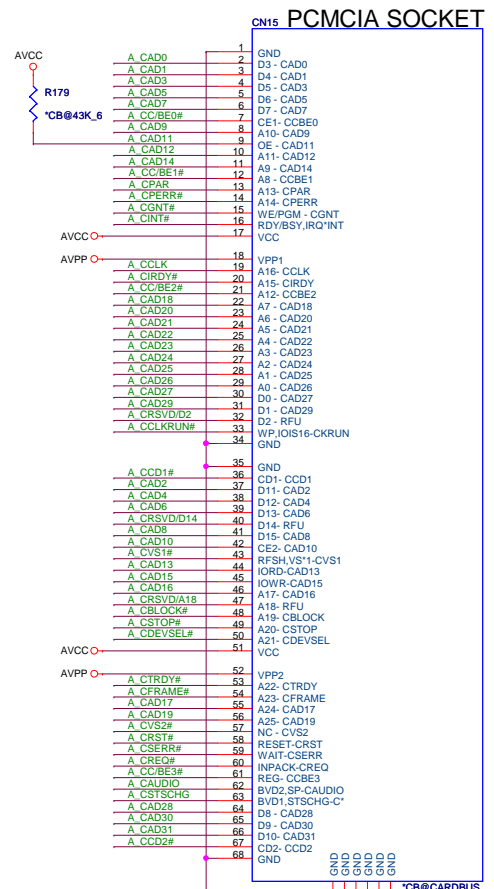 CN15 PCMCIA SOCKET
AVCC
R179
*CB@43K_6
1 GND
A_CAD0 2 D3 - CAD0
A_CAD1 3 D4 - CAD1
A_CAD3 4 D5 - CAD3
A_CAD5 5 D6 - CAD5
A_CAD7 6 D7 - CAD7
A_CC/BE0# 7 CE1- CCBE0
A_CAD9 8 A10- CAD9
A_CAD11 9 OE - CAD11
A_CAD12 10 A11- CAD12
A_CAD14 11 A9 - CAD14
A_CC/BE1# 12 A8 - CCBE1
A_CPAR 13 A13- CPAR
A_CPERR# 14 A14- CPERR
A_CGNT# 15 WE/PGM - CGNT
A_CINT# 16 RDY/BSY,IRQ*INT
AVCC 17 VCC
AVPP 18 VPP1
A_CCLK 19 A16- CCLK
A_CIRDY# 20 A15- CIRDY
A_CC/BE2# 21 A12- CCBE2
A_CAD18 22 A7 - CAD18
A_CAD20 23 A6 - CAD20
A_CAD21 24 A5 - CAD21
A_CAD22 25 A4 - CAD22
A_CAD23 26 A3 - CAD23
A_CAD24 27 A2 - CAD24
A_CAD25 28 A1 - CAD25
A_CAD26 29 A0 - CAD26
A_CAD27 30 D0 - CAD27
A_CAD29 31 D1 - CAD29
A_CRSVD/D2 32 D2 - RFU
A_CCLKRUN# 33 WP,IOIS16-CKRUN
34 GND
35 GND
A_CCD1# 36 CD1- CCD1
A_CAD2 37 D11- CAD2
A_CAD4 38 D12- CAD4
A_CAD6 39 D13- CAD6
A_CRSVD/D14 40 D14- RFU
A_CAD8 41 D15- CAD8
A_CAD10 42 CE2- CAD10
A_CVS1# 43 RFSH,VS*1-CVS1
A_CAD13 44 IORD-CAD13
A_CAD15 45 IOWR-CAD15
A_CAD16 46 A17- CAD16
A_CRSVD/A18 47 A18- RFU
A_CBLOCK# 48 A19- CBLOCK
A_CSTOP# 49 A20- CSTOP
A_CDEVSEL# 50 A21- CDEVSEL
AVCC 51 VCC
AVPP 52 VPP2
A_CTRDY# 53 A22- CTRDY
A_CFRAME# 54 A23- CFRAME
A_CAD17 55 A24- CAD17
A_CAD19 56 A25- CAD19
A_CVS2# 57 NC - CVS2
A_CRST# 58 RESET-CRST
A_CSERR# 59 WAIT-CSERR
A_CREQ# 60 INPACK-CREQ
A_CC/BE3# 61 REG- CCBE3
A_CAUDIO 62 BVD2,SP-CAUDIO
A_CSTSCHG 63 BVD1,STSCHG-C*
A_CAD28 64 D8 - CAD28
A_CAD30 65 D9 - CAD30
A_CAD31 66 D10- CAD31
A_CCD2# 67 CD2- CCD2
68 GND
GND GND GND GND GND GND
*CB@CARDBUS